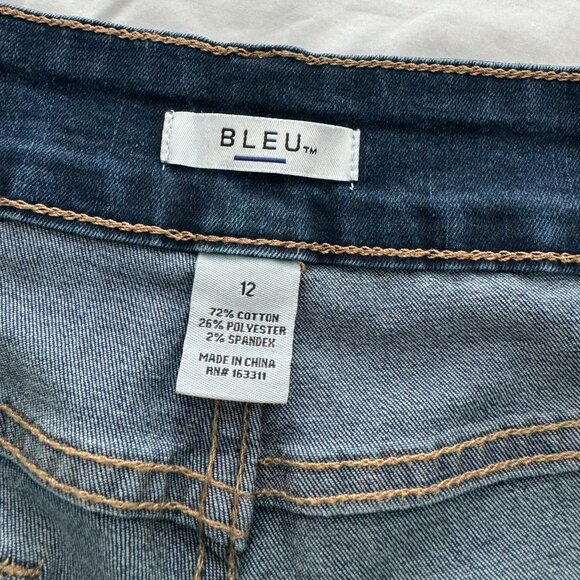 BLEU™
12
72% COTTON
26% POLYESTER
2% SPANDEX
MADE IN CHINA
RN# 163311